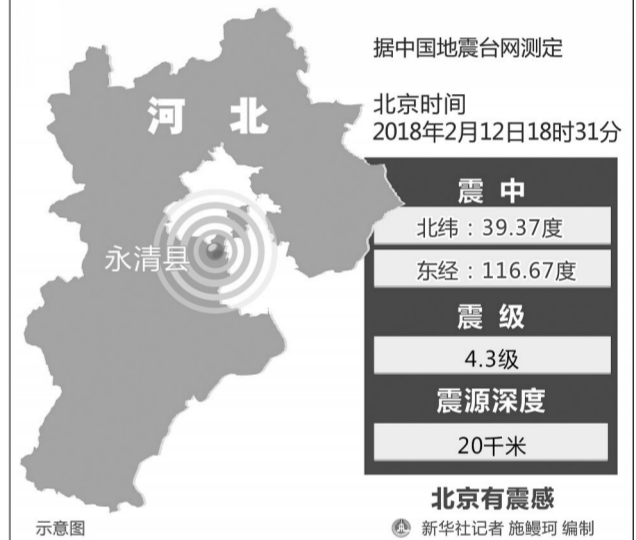 据中国地震台网测定
北京时间
2018年2月12日18时31分
河 北
永清县
震 中
北纬：39.37度
东经：116.67度
震 级
4.3级
震源深度
20千米
北京有震感
示意图
新华社记者 施鳗珂 编制